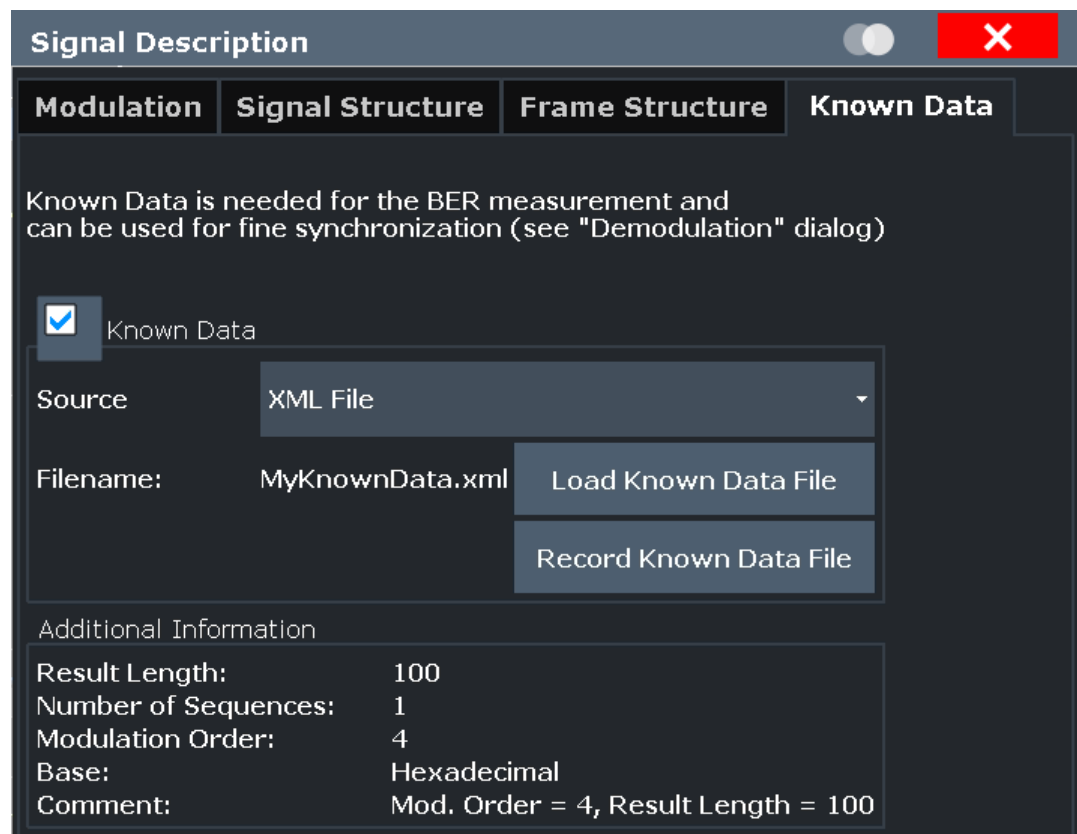 Signal Description
Modulation Signal Structure Frame Structure Known Data
Known Data is needed for the BER measurement and
can be used for fine synchronization (see "Demodulation" dialog)
Known Data
Source XML File
Filename: MyKnownData.xml Load Known Data File
Record Known Data File
Additional Information
Result Length: 100
Number of Sequences: 1
Modulation Order: 4
Base: Hexadecimal
Comment: Mod. Order = 4, Result Length = 100